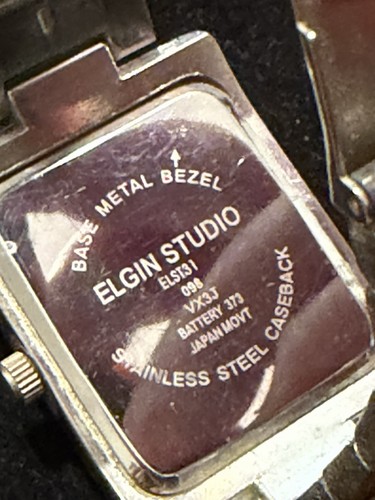 BASE METAL BEZEL
ELGIN STUDIO
ELST31
098
VX3J
BATTERY 373
JAPAN MOVT
STAINLESS STEEL CASEBACK